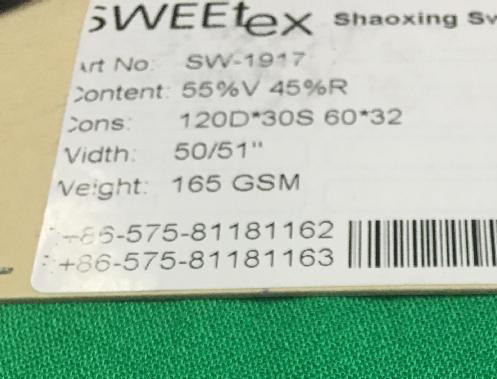 SWEEtex Shaoxing Sw
Art No: SW-1917
Content: 55%V 45%R
Cons: 120D*30S 60*32
Width: 50/51"
Weight: 165 GSM
: +86-575-81181162
: +86-575-81181163